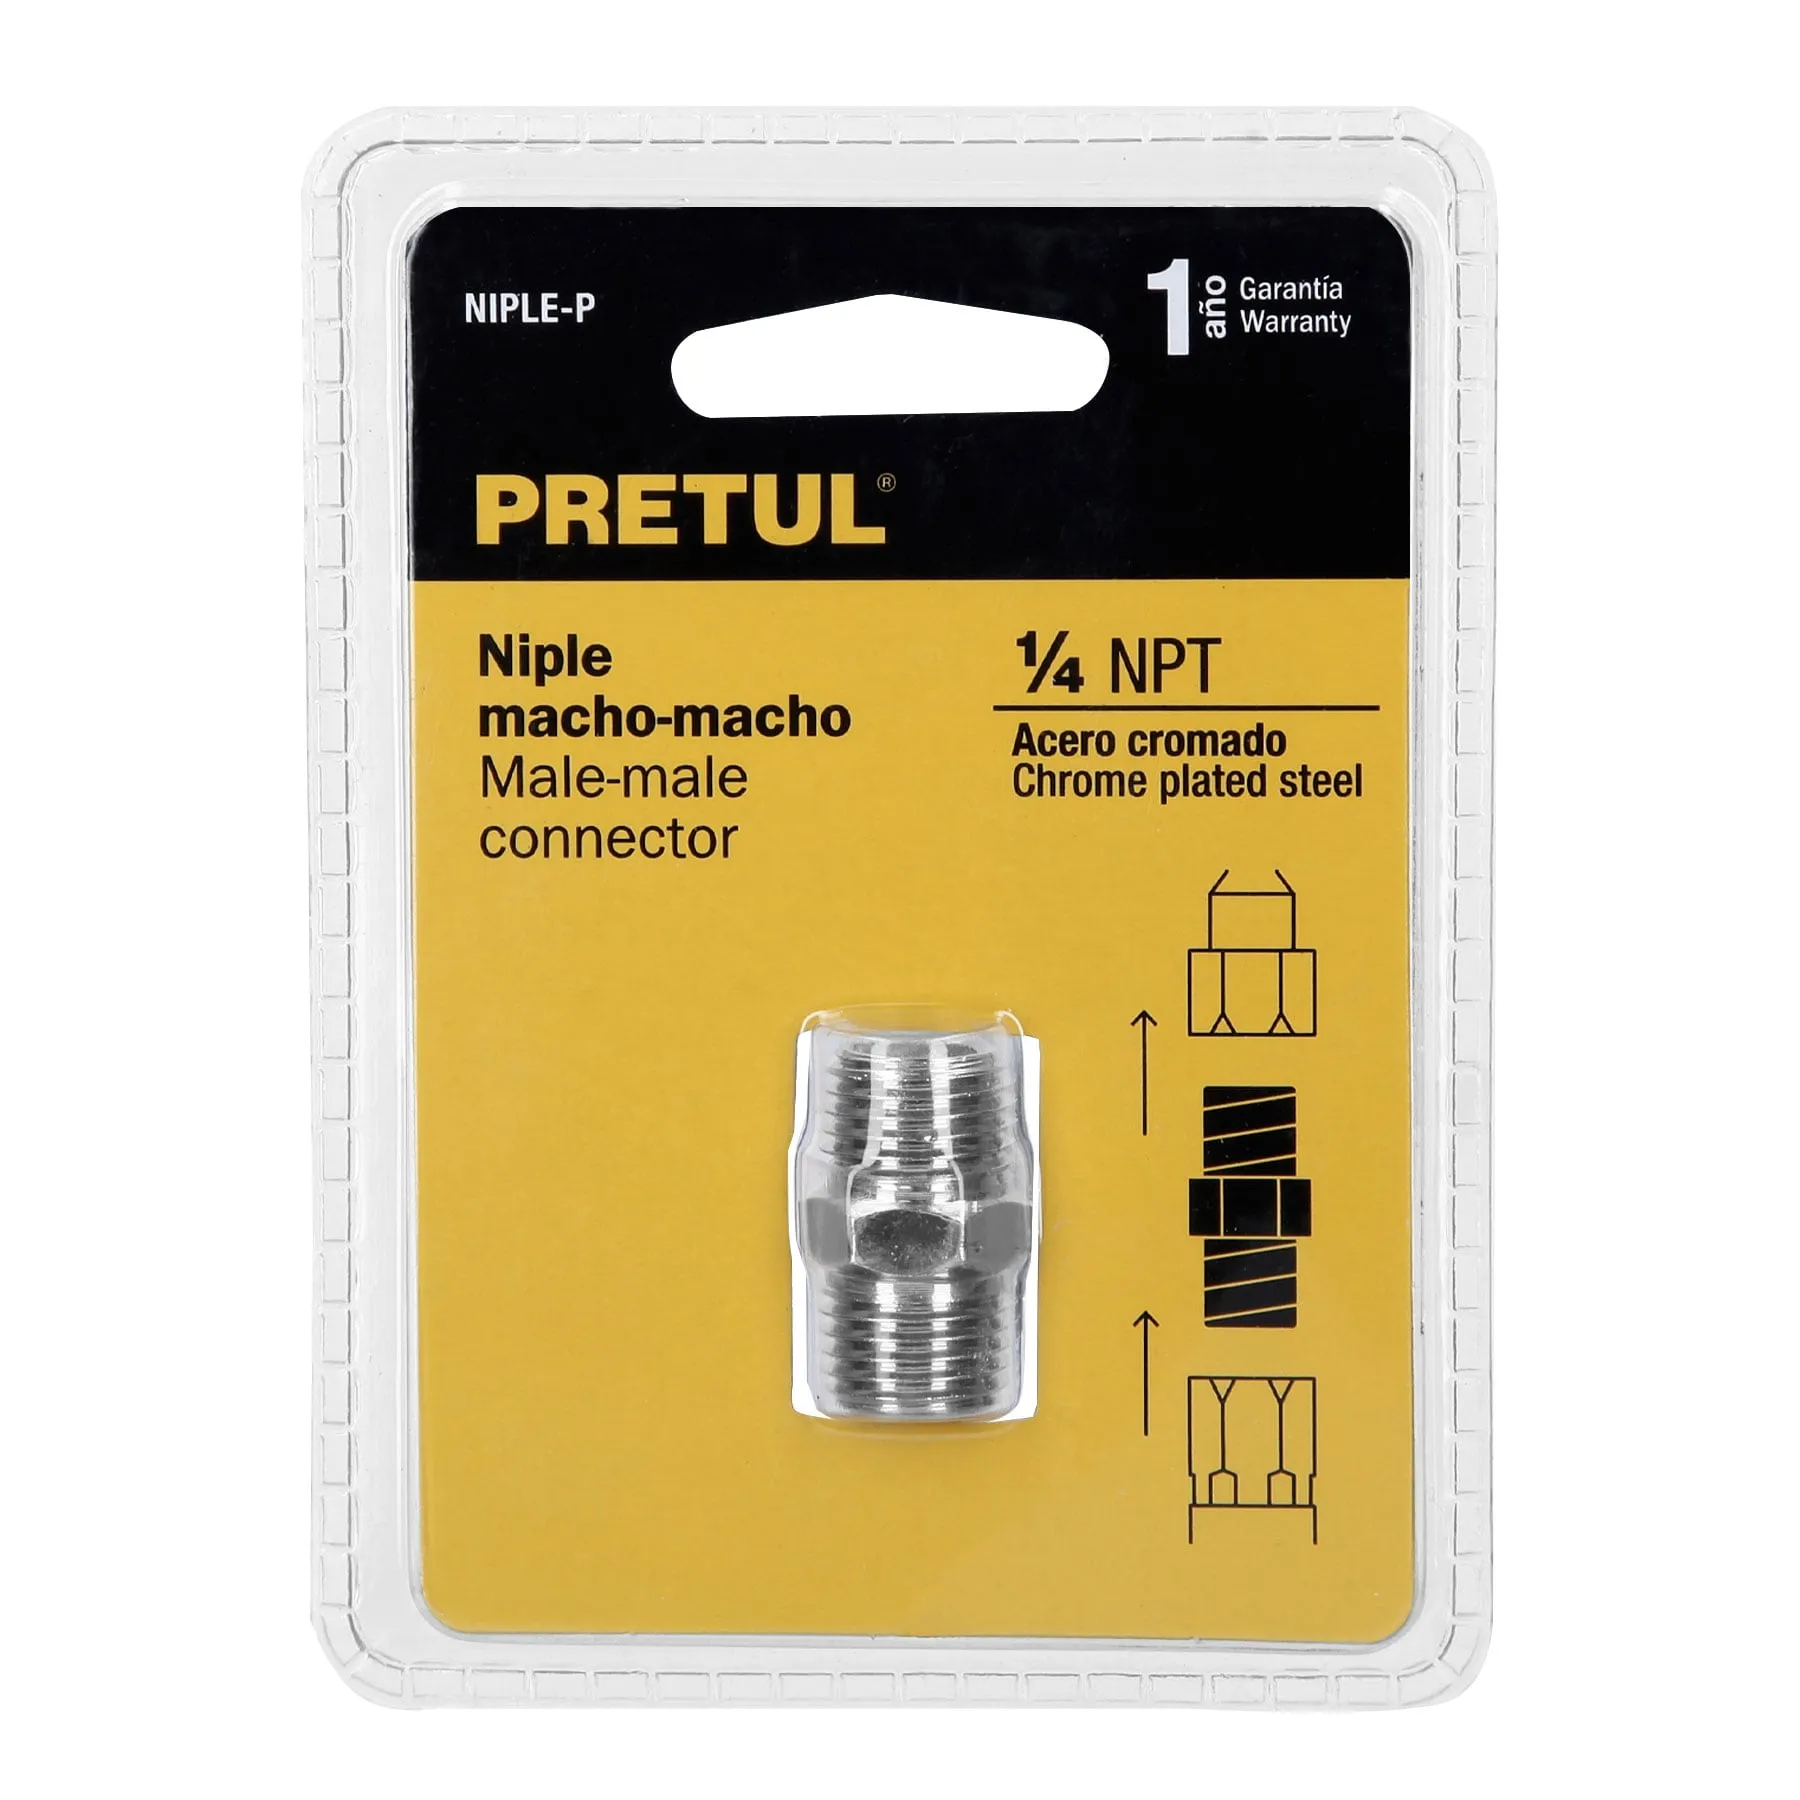 NIPLE-P
1 año Garantía
Warranty
PRETUL®
Niple
macho-macho
Male-male
connector
1/4 NPT
Acero cromado
Chrome plated steel